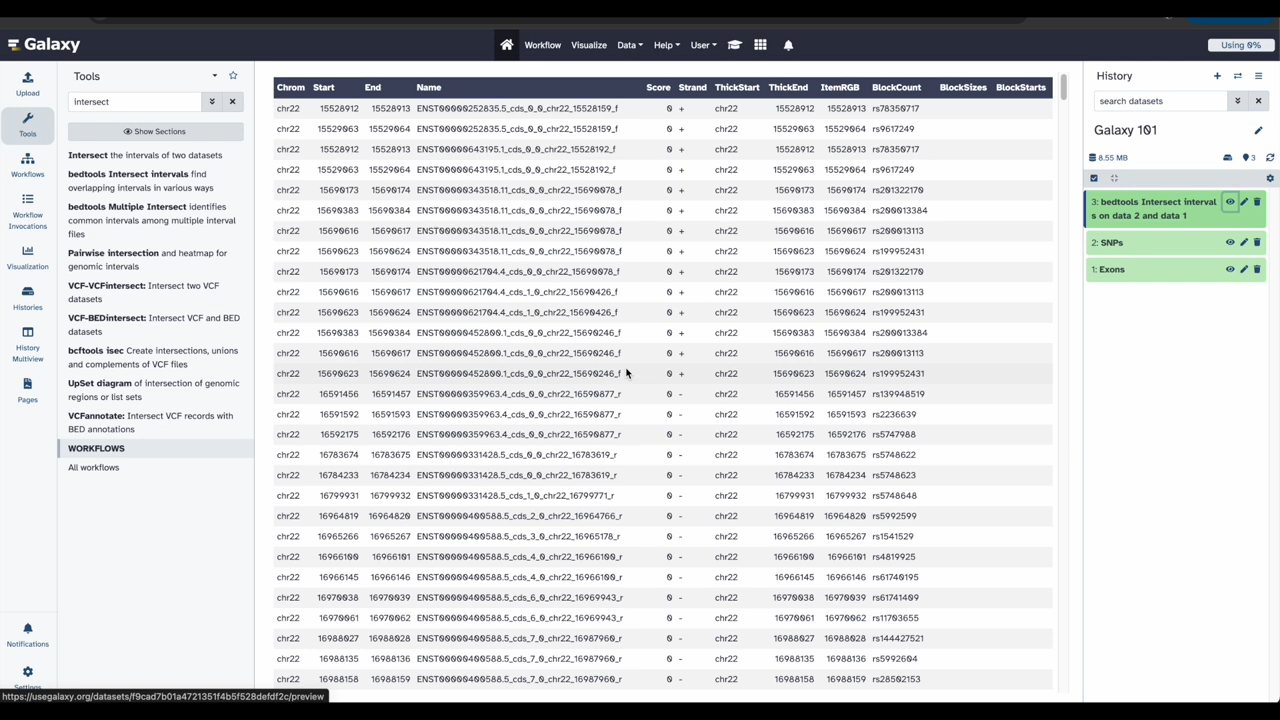 Galaxy
Workflow Visualize Data Help User Using 0%
Upload
Tools
Workflows
Workflow
Invocations
Visualization
Histories
History
Multiview
Pages
Notifications
Settings
Tools
intersect
Show Sections
Intersect the intervals of two datasets
bedtools Intersect intervals find
overlapping intervals in various ways
bedtools Multiple Intersect identifies
common intervals among multiple interval
files
Pairwise intersection and heatmap for
genomic intervals
VCF-VCFintersect: Intersect two VCF
datasets
VCF-BEDintersect: Intersect VCF and BED
datasets
bcftools isec Create intersections, unions
and complements of VCF files
UpSet diagram of intersection of genomic
regions or list sets
VCFannotate: Intersect VCF records with
BED annotations
WORKFLOWS
All workflows
Chrom Start End Name Score Strand ThickStart ThickEnd ItemRGB BlockCount BlockSizes BlockStarts
chr22 15528912 15528913 ENST00000252835.5_cds_0_0_chr22_15528159_f 0 + chr22 15528912 15528913 rs78350717
chr22 15529063 15529064 ENST00000252835.5_cds_0_0_chr22_15528159_f 0 + chr22 15529063 15529064 rs9617249
chr22 15528912 15528913 ENST00000643195.1_cds_0_0_chr22_15528192_f 0 + chr22 15528912 15528913 rs78350717
chr22 15529063 15529064 ENST00000643195.1_cds_0_0_chr22_15528192_f 0 + chr22 15529063 15529064 rs9617249
chr22 15690173 15690174 ENST00000343518.11_cds_0_0_chr22_15690078_f 0 + chr22 15690173 15690174 rs201322170
chr22 15690383 15690384 ENST00000343518.11_cds_0_0_chr22_15690078_f 0 + chr22 15690383 15690384 rs200013384
chr22 15690616 15690617 ENST00000343518.11_cds_0_0_chr22_15690078_f 0 + chr22 15690616 15690617 rs200013113
chr22 15690623 15690624 ENST00000343518.11_cds_0_0_chr22_15690078_f 0 + chr22 15690623 15690624 rs199952431
chr22 15690173 15690174 ENST00000621704.4_cds_0_0_chr22_15690078_f 0 + chr22 15690173 15690174 rs201322170
chr22 15690616 15690617 ENST00000621704.4_cds_1_0_chr22_15690426_f 0 + chr22 15690616 15690617 rs200013113
chr22 15690623 15690624 ENST00000621704.4_cds_1_0_chr22_15690426_f 0 + chr22 15690623 15690624 rs199952431
chr22 15690383 15690384 ENST00000452800.1_cds_0_0_chr22_15690246_f 0 + chr22 15690383 15690384 rs200013384
chr22 15690616 15690617 ENST00000452800.1_cds_0_0_chr22_15690246_f 0 + chr22 15690616 15690617 rs200013113
chr22 15690623 15690624 ENST00000452800.1_cds_0_0_chr22_15690246_f 0 + chr22 15690623 15690624 rs199952431
chr22 16591456 16591457 ENST00000359963.4_cds_0_0_chr22_16590877_r 0 - chr22 16591456 16591457 rs139948519
chr22 16591592 16591593 ENST00000359963.4_cds_0_0_chr22_16590877_r 0 - chr22 16591592 16591593 rs2236639
chr22 16592175 16592176 ENST00000359963.4_cds_0_0_chr22_16590877_r 0 - chr22 16592175 16592176 rs5747988
chr22 16783674 16783675 ENST00000331428.5_cds_0_0_chr22_16783619_r 0 - chr22 16783674 16783675 rs5748622
chr22 16784233 16784234 ENST00000331428.5_cds_0_0_chr22_16783619_r 0 - chr22 16784233 16784234 rs5748623
chr22 16799931 16799932 ENST00000331428.5_cds_1_0_chr22_16799771_r 0 - chr22 16799931 16799932 rs5748648
chr22 16964819 16964820 ENST00000400588.5_cds_2_0_chr22_16964766_r 0 - chr22 16964819 16964820 rs5992599
chr22 16965266 16965267 ENST00000400588.5_cds_3_0_chr22_16965178_r 0 - chr22 16965266 16965267 rs1541529
chr22 16966100 16966101 ENST00000400588.5_cds_4_0_chr22_16966100_r 0 - chr22 16966100 16966101 rs4819925
chr22 16966145 16966146 ENST00000400588.5_cds_4_0_chr22_16966100_r 0 - chr22 16966145 16966146 rs61740195
chr22 16970038 16970039 ENST00000400588.5_cds_6_0_chr22_16969943_r 0 - chr22 16970038 16970039 rs61741409
chr22 16970061 16970062 ENST00000400588.5_cds_6_0_chr22_16969943_r 0 - chr22 16970061 16970062 rs11703655
chr22 16988027 16988028 ENST00000400588.5_cds_7_0_chr22_16987960_r 0 - chr22 16988027 16988028 rs144427521
chr22 16988135 16988136 ENST00000400588.5_cds_7_0_chr22_16987960_r 0 - chr22 16988135 16988136 rs5992604
chr22 16988158 16988159 ENST00000400588.5_cds_7_0_chr22_16987960_r 0 - chr22 16988158 16988159 rs28502153
History
search datasets
Galaxy 101
8.55 MB 3
3: bedtools Intersect interval
s on data 2 and data 1
2: SNPs
1: Exons
https://usegalaxy.org/datasets/f9cad7b01a4721351f4b5f528defdf2c/preview